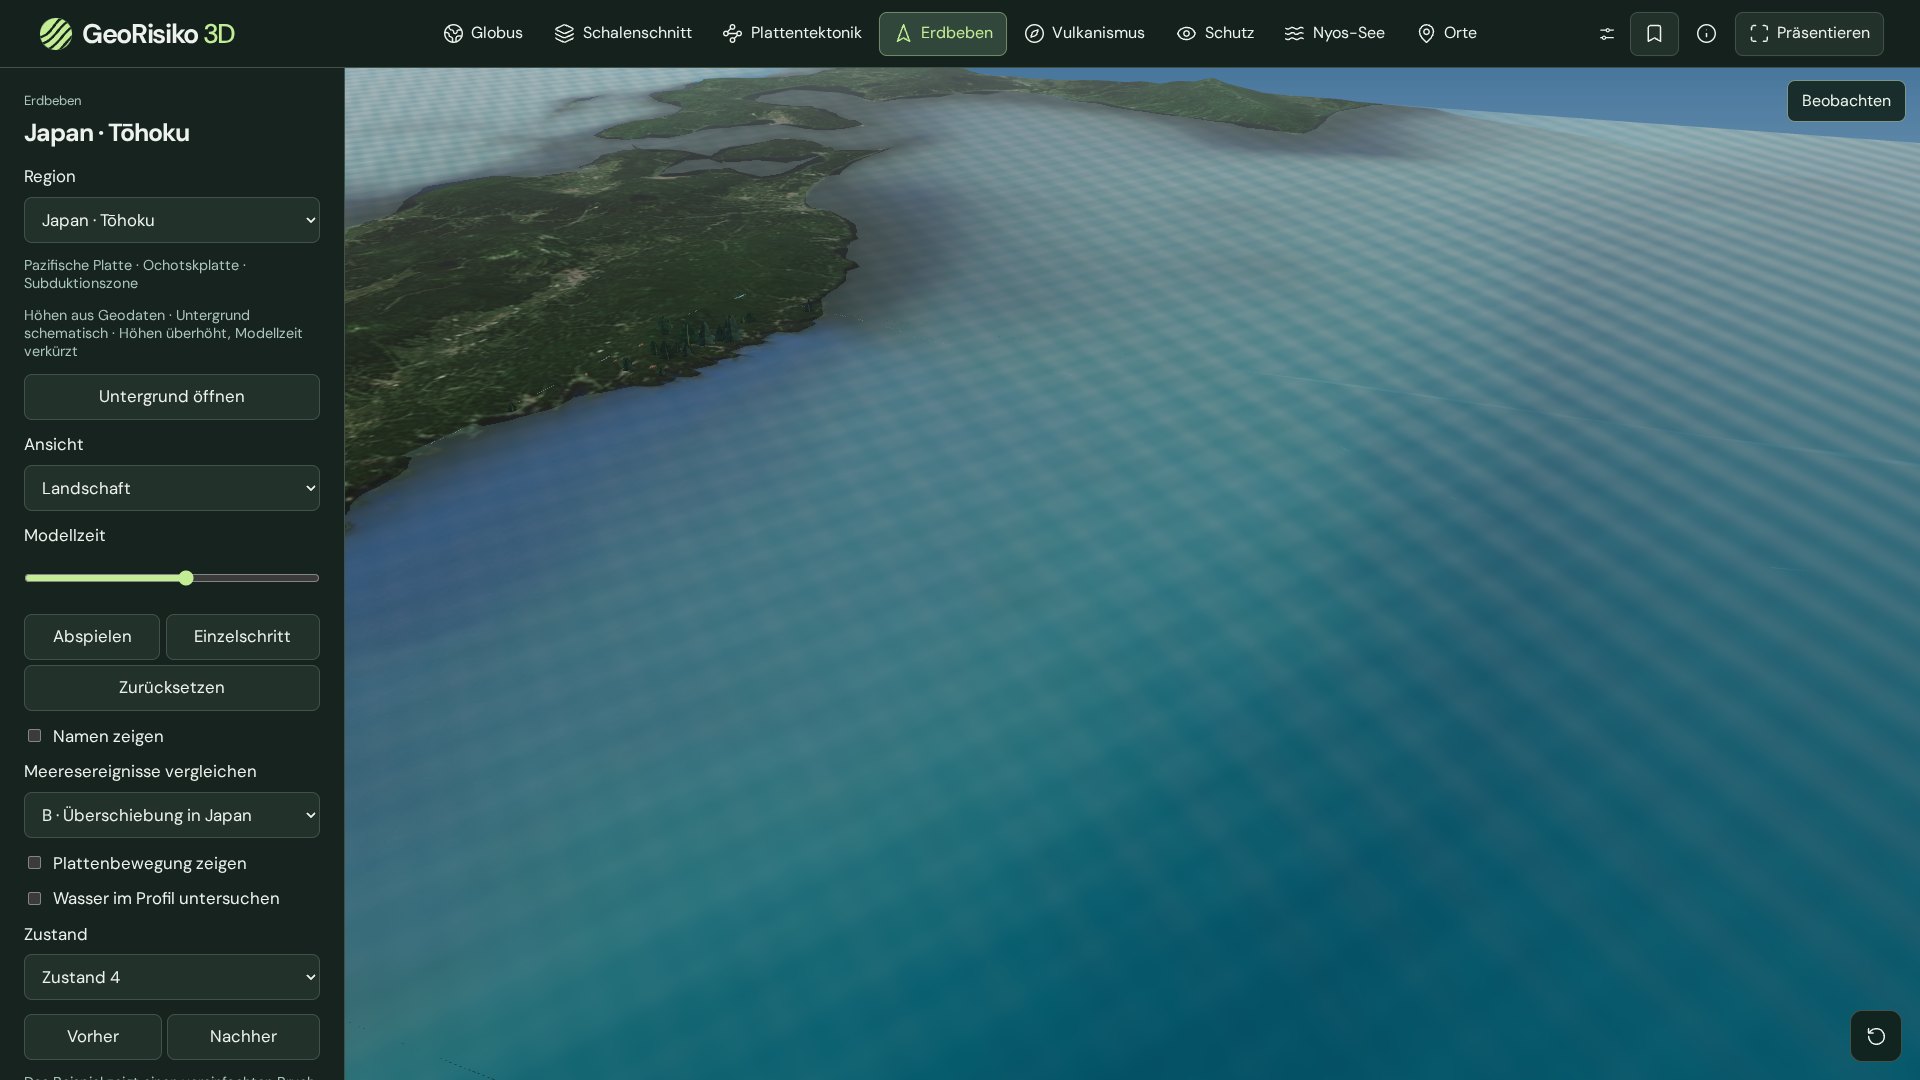 GeoRisiko 3D
Globus
Schalenschnitt
Plattentektonik
Erdbeben
Vulkanismus
Schutz
Nyos-See
Orte
Präsentieren
Erdbeben
Japan · Tōhoku
Region
Japan · Tōhoku
Pazifische Platte · Ochotskplatte ·
Subduktionszone
Höhen aus Geodaten · Untergrund
schematisch · Höhen überhöht, Modellzeit
verkürzt
Untergrund öffnen
Ansicht
Landschaft
Modellzeit
Abspielen
Einzelschritt
Zurücksetzen
Namen zeigen
Meeresereignisse vergleichen
B · Überschiebung in Japan
Plattenbewegung zeigen
Wasser im Profil untersuchen
Zustand
Zustand 4
Vorher
Nachher
Beobachten